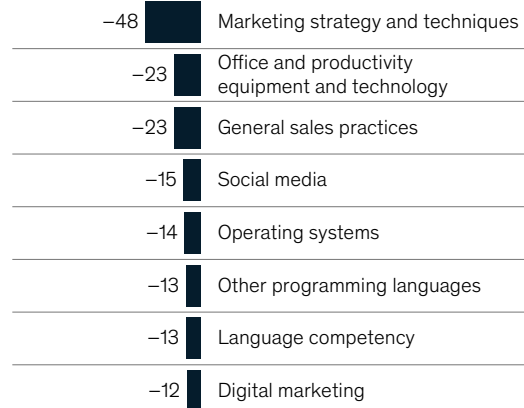 –48 Marketing strategy and techniques
Office and productivity
–23 equipment and technology
–23 General sales practices
–15 Social media
–14 Operating systems
–13 Other programming languages
–13 Language competency
–12 Digital marketing